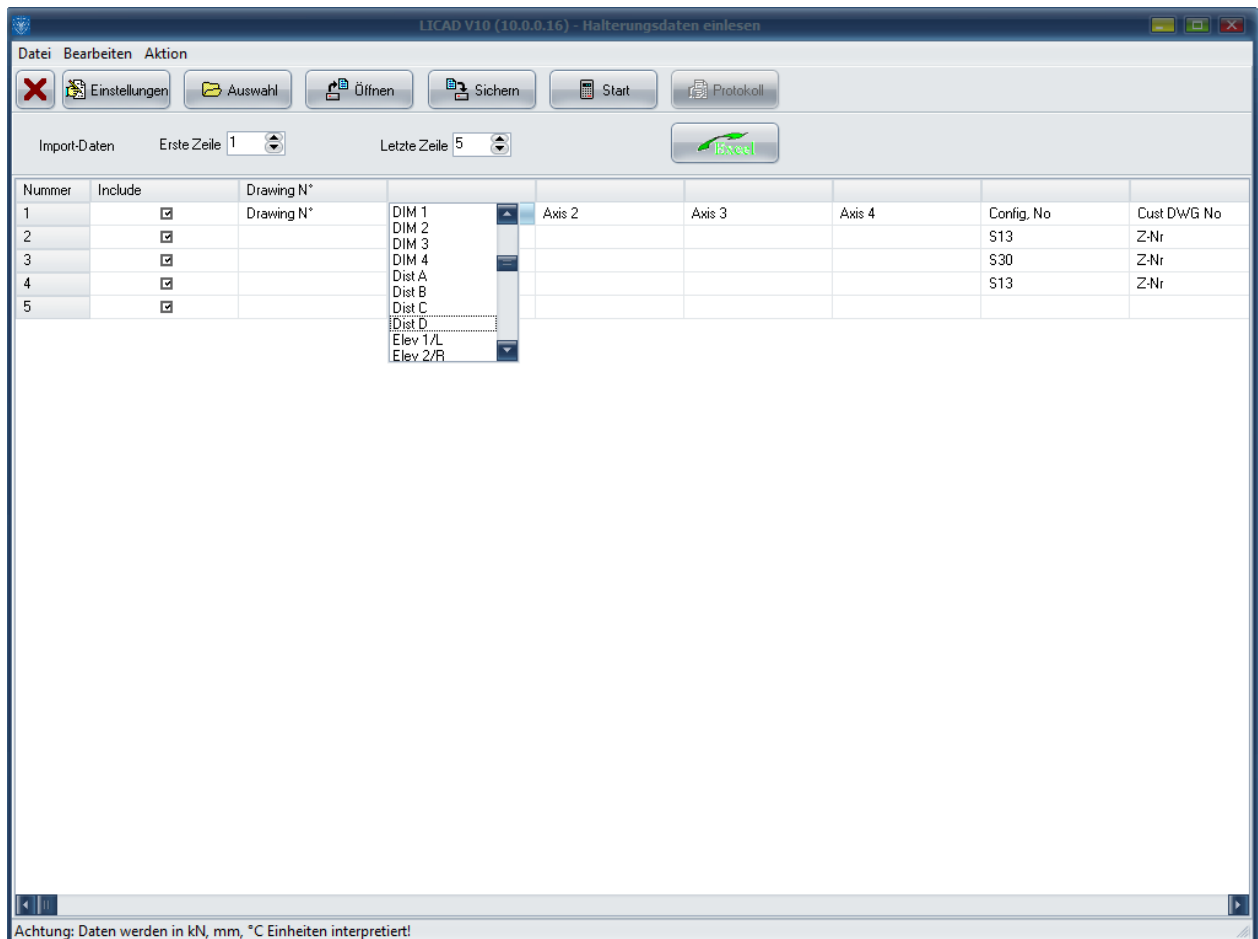 LICAD V10 (10.0.0.16) - Halterungsdaten einlesen
Datei Bearbeiten Aktion
Einstellungen Auswahl Öffnen Sichern Start Protokoll
Import-Daten Erste Zeile 1 Letzte Zeile 5 Excel
Nummer Include Drawing N°
1 Drawing N° DIM 1 Axis 2 Axis 3 Axis 4 Config, No Cust DWG No
DIM 2
2 S13 Z-Nr
DIM 3
3 DIM 4 S30 Z-Nr
Dist A
4 S13 Z-Nr
Dist B
5 Dist C
Dist D
Elev 1/L
Elev 2/R
Achtung: Daten werden in kN, mm, °C Einheiten interpretiert!